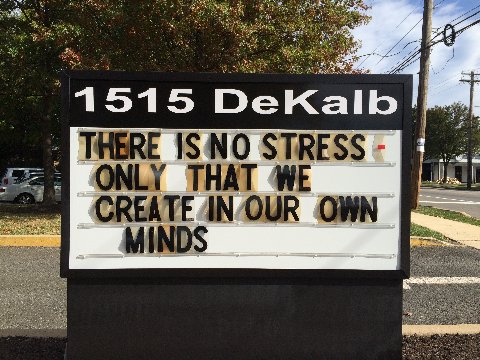 1515 DeKalb
THERE IS NO STRESS -
ONLY THAT WE
CREATE IN OUR OWN
MINDS